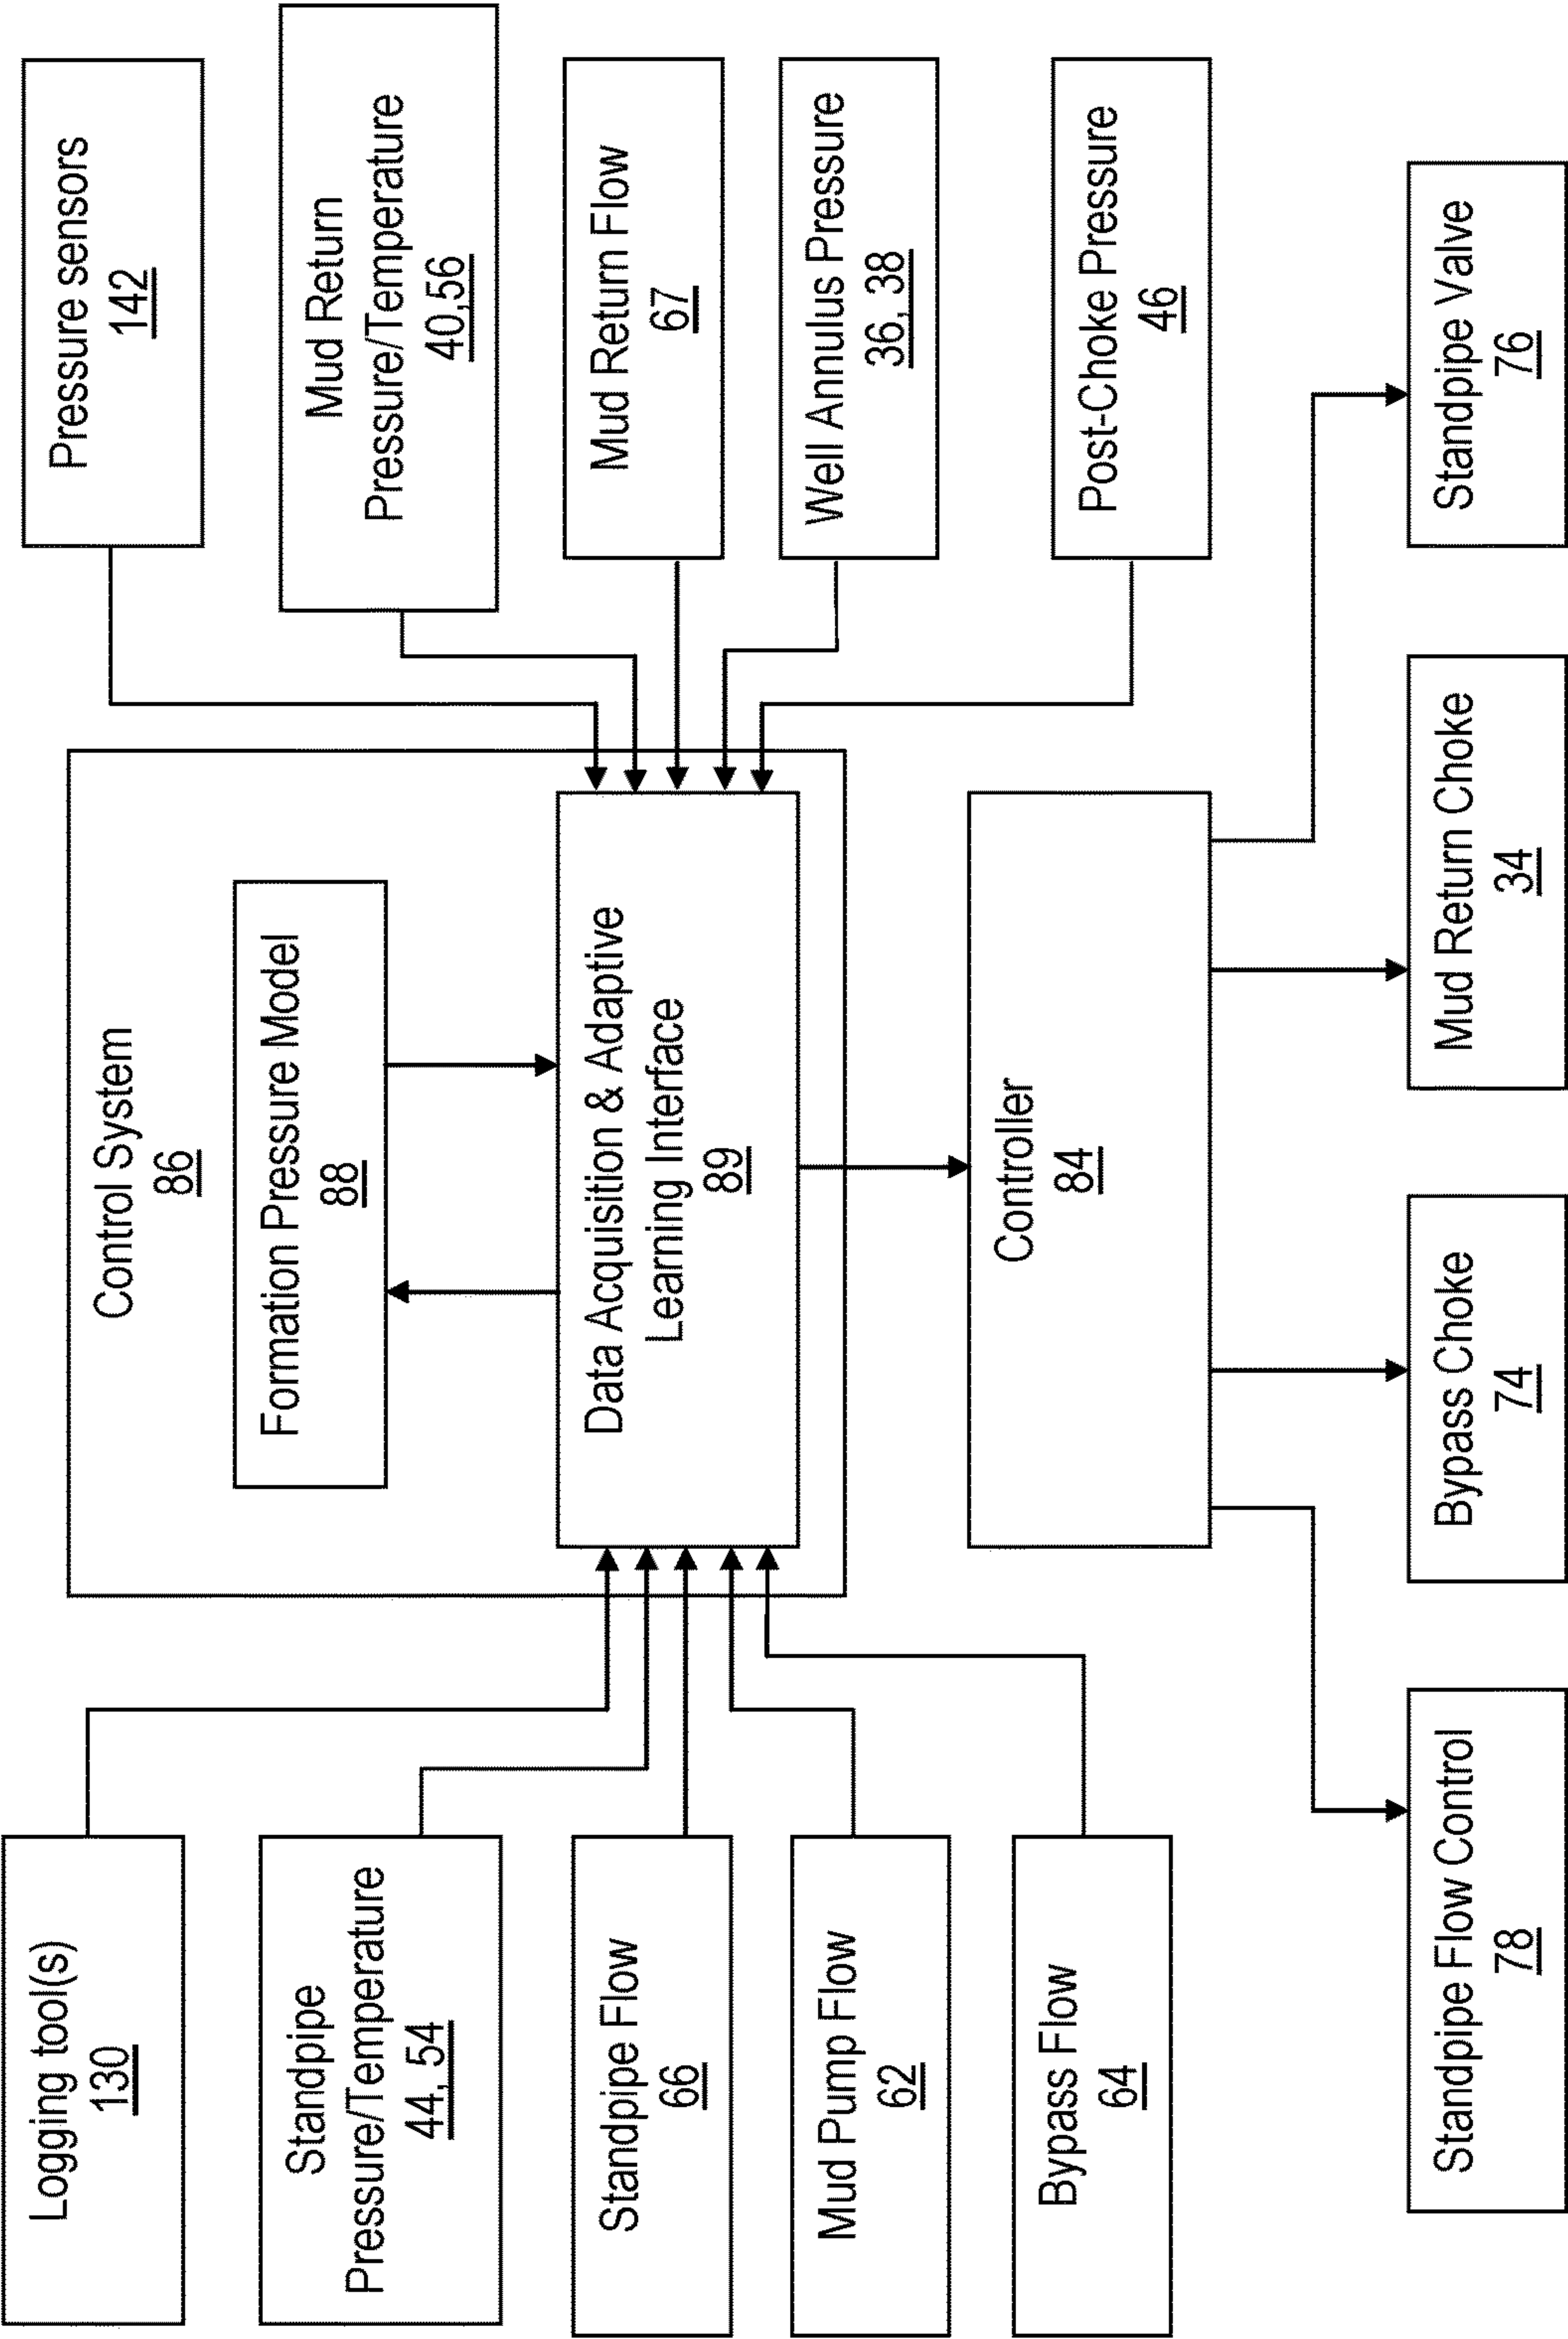 Logging tool(s)
130
Standpipe
Pressure/Temperature
44, 54
Standpipe Flow
66
Mud Pump Flow
62
Bypass Flow
64
Control System
86
Formation Pressure Model
88
Data Acquisition & Adaptive
Learning Interface
89
Pressure sensors
142
Mud Return
Pressure/Temperature
40,56
Mud Return Flow
67
Well Annulus Pressure
36, 38
Post-Choke Pressure
46
Controller
84
Standpipe Flow Control
78
Bypass Choke
74
Mud Return Choke
34
Standpipe Valve
76